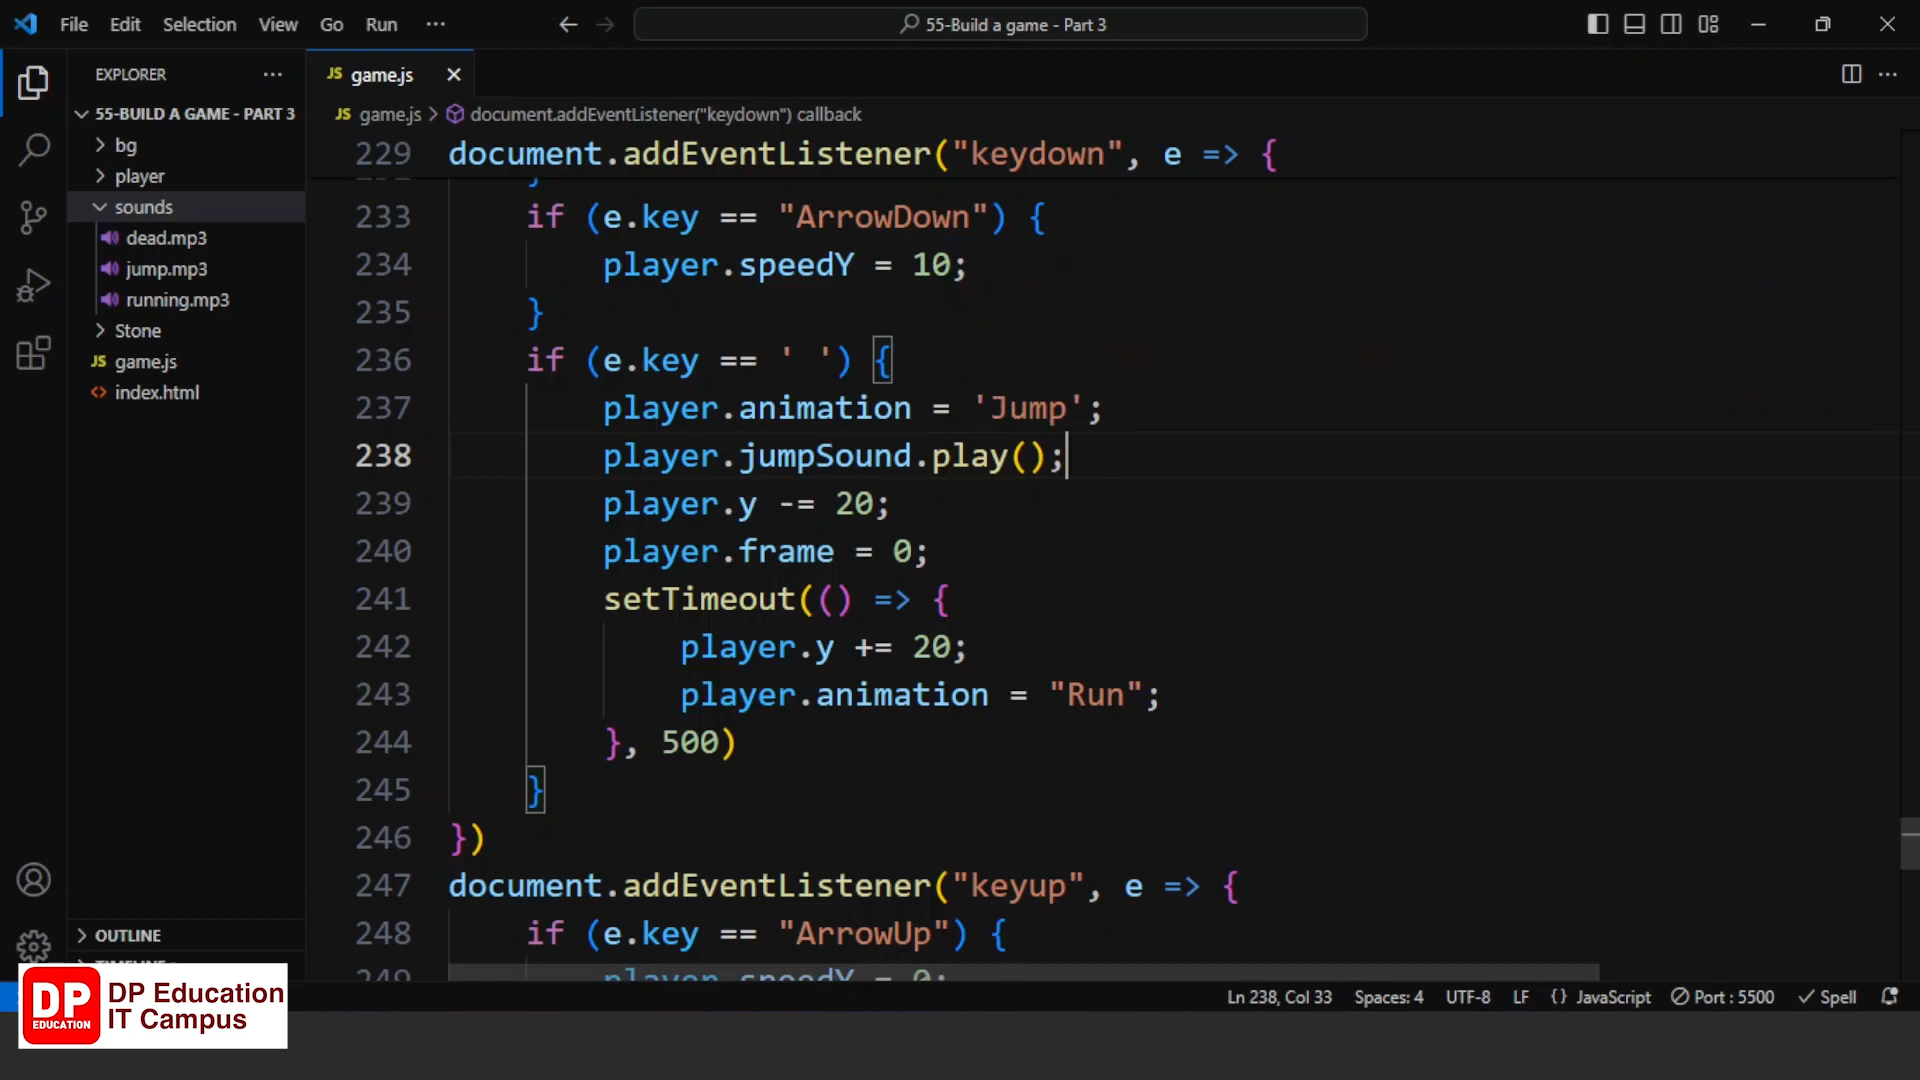 File Edit Selection View Go Run ···
55-Build a game - Part 3
EXPLORER
JS game.js
55-BUILD A GAME - PART 3
JS game.js > document.addEventListener("keydown") callback
bg
player
sounds
dead.mp3
jump.mp3
running.mp3
Stone
JS game.js
<> index.html
229 document.addEventListener("keydown", e => {
233 if (e.key == "ArrowDown") {
234 player.speedY = 10;
235 }
236 if (e.key == ' ') {
237 player.animation = 'Jump';
238 player.jumpSound.play();
239 player.y -= 20;
240 player.frame = 0;
241 setTimeout(() => {
242 player.y += 20;
243 player.animation = "Run";
244 }, 500)
245 }
246 })
247 document.addEventListener("keyup", e => {
248 if (e.key == "ArrowUp") {
249 player.speedY = 0;
OUTLINE
TIMELINE
DP EDUCATION
DP Education
IT Campus
Ln 238, Col 33 Spaces: 4 UTF-8 LF {} JavaScript Port : 5500 Spell